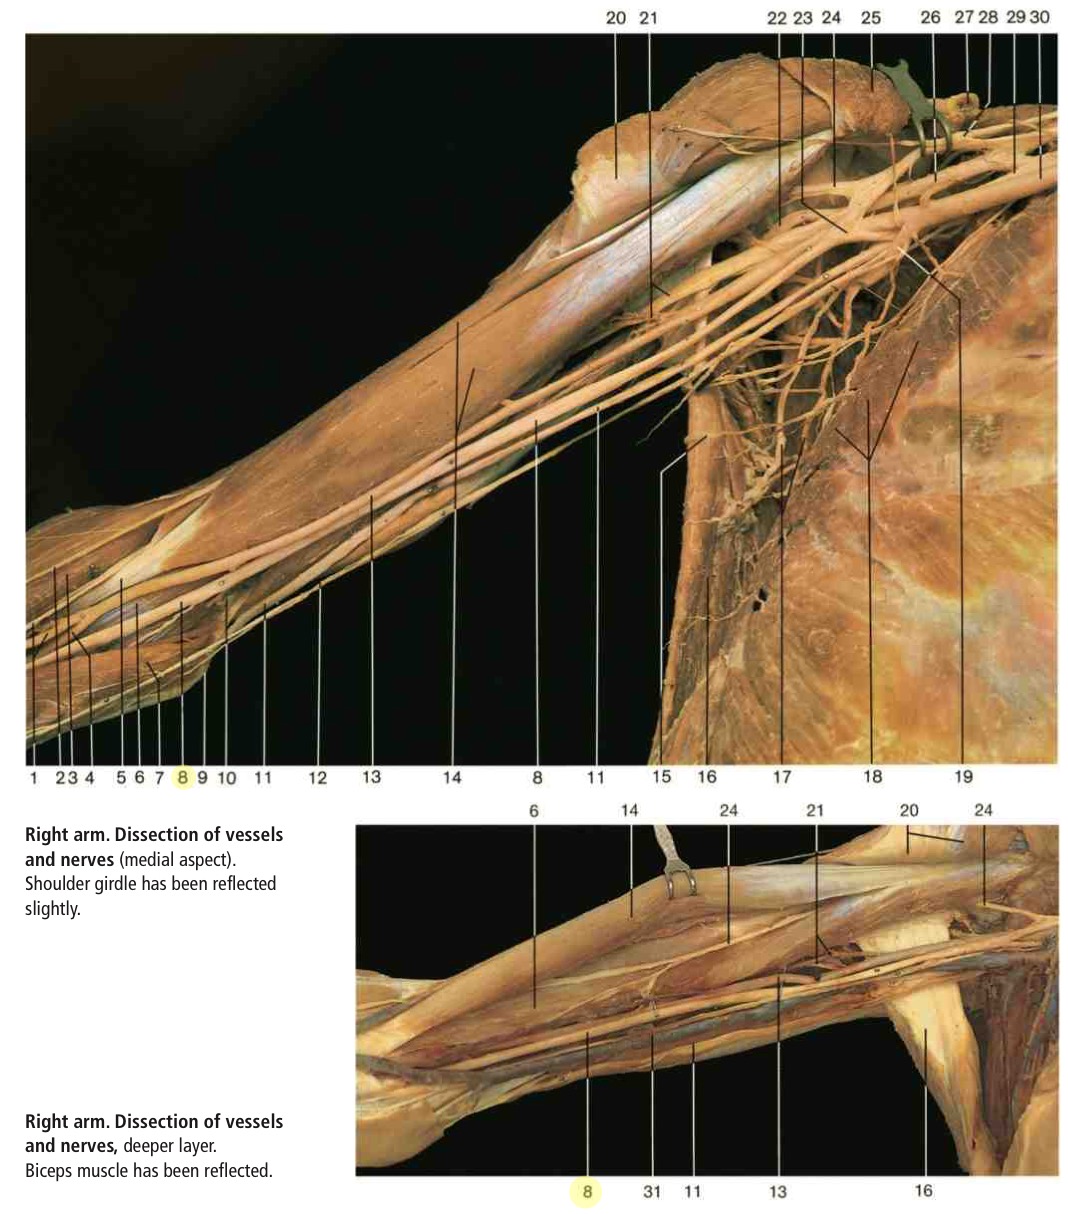 20 21 22 23 24 25 26 27 28 29 30
1 2 3 4 5 6 7 8 9 10 11 12 13 14 8 11 15 16 17 18 19
Right arm. Dissection of vessels
and nerves (medial aspect).
Shoulder girdle has been reflected
slightly.
6 14 24 21 20 24
Right arm. Dissection of vessels
and nerves, deeper layer.
Biceps muscle has been reflected.
8 31 11 13 16